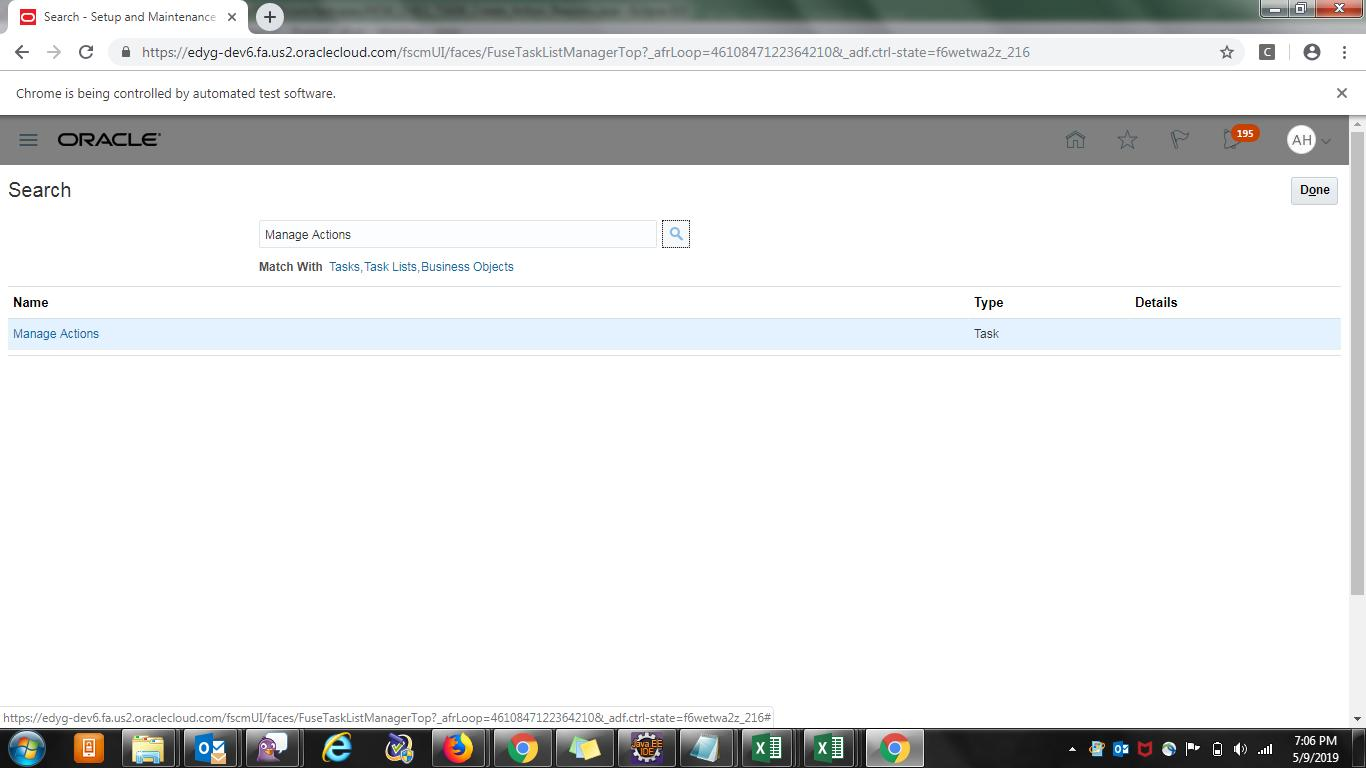 Search - Setup and Maintenance
https://edyg-dev6.fa.us2.oraclecloud.com/fscmUI/faces/FuseTaskListManagerTop?_afrLoop=4610847122364210&_adf.ctrl-state=f6wetwa2z_216
C
Chrome is being controlled by automated test software.
ORACLE
195
AH
Search
Done
Manage Actions
Match With Tasks, Task Lists, Business Objects
Name Type Details
Manage Actions Task
https://edyg-dev6.fa.us2.oraclecloud.com/fscmUI/faces/FuseTaskListManagerTop?_afrLoop=4610847122364210&_adf.ctrl-state=f6wetwa2z_216#
Java EE
IDE
7:06 PM
5/9/2019